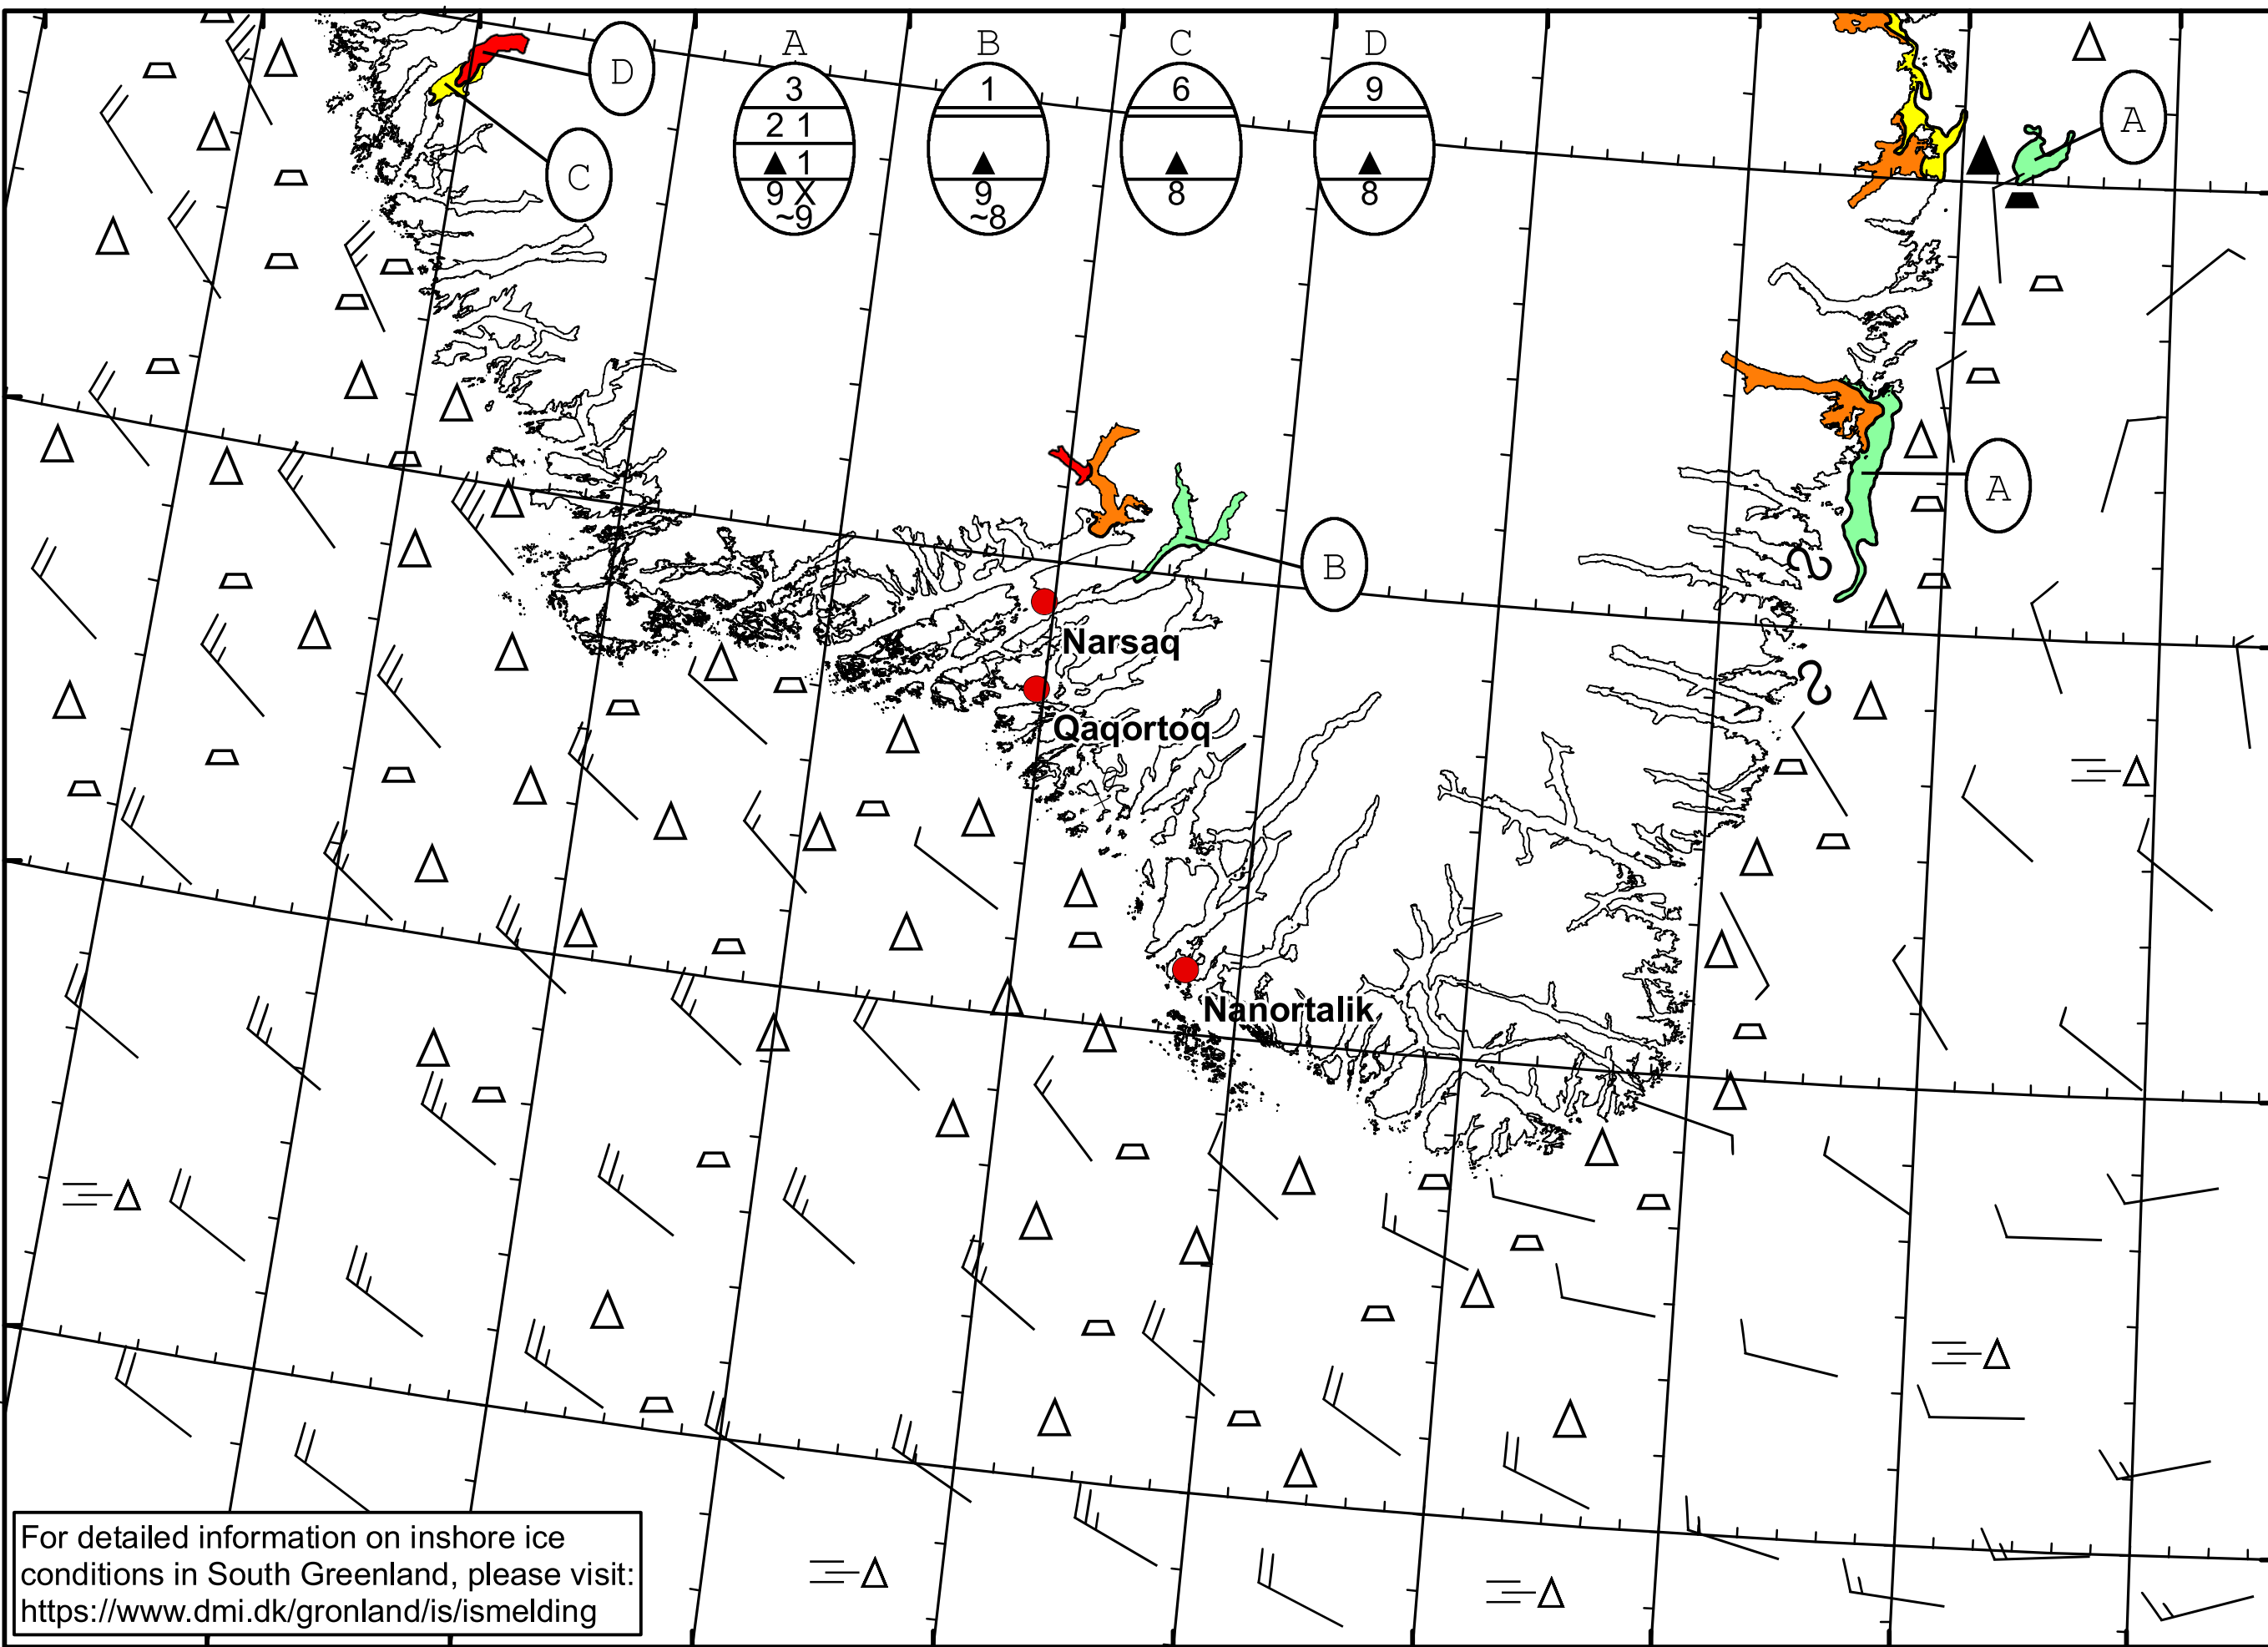 A B C D
3 1 6 9
2 1
▲ 1 ▲ ▲ ▲
9 X 9 8 8
~9 ~8
D
C
A
A
B
Narsaq
Qaqortoq
Nanortalik
For detailed information on inshore ice
conditions in South Greenland, please visit:
https://www.dmi.dk/gronland/is/ismelding